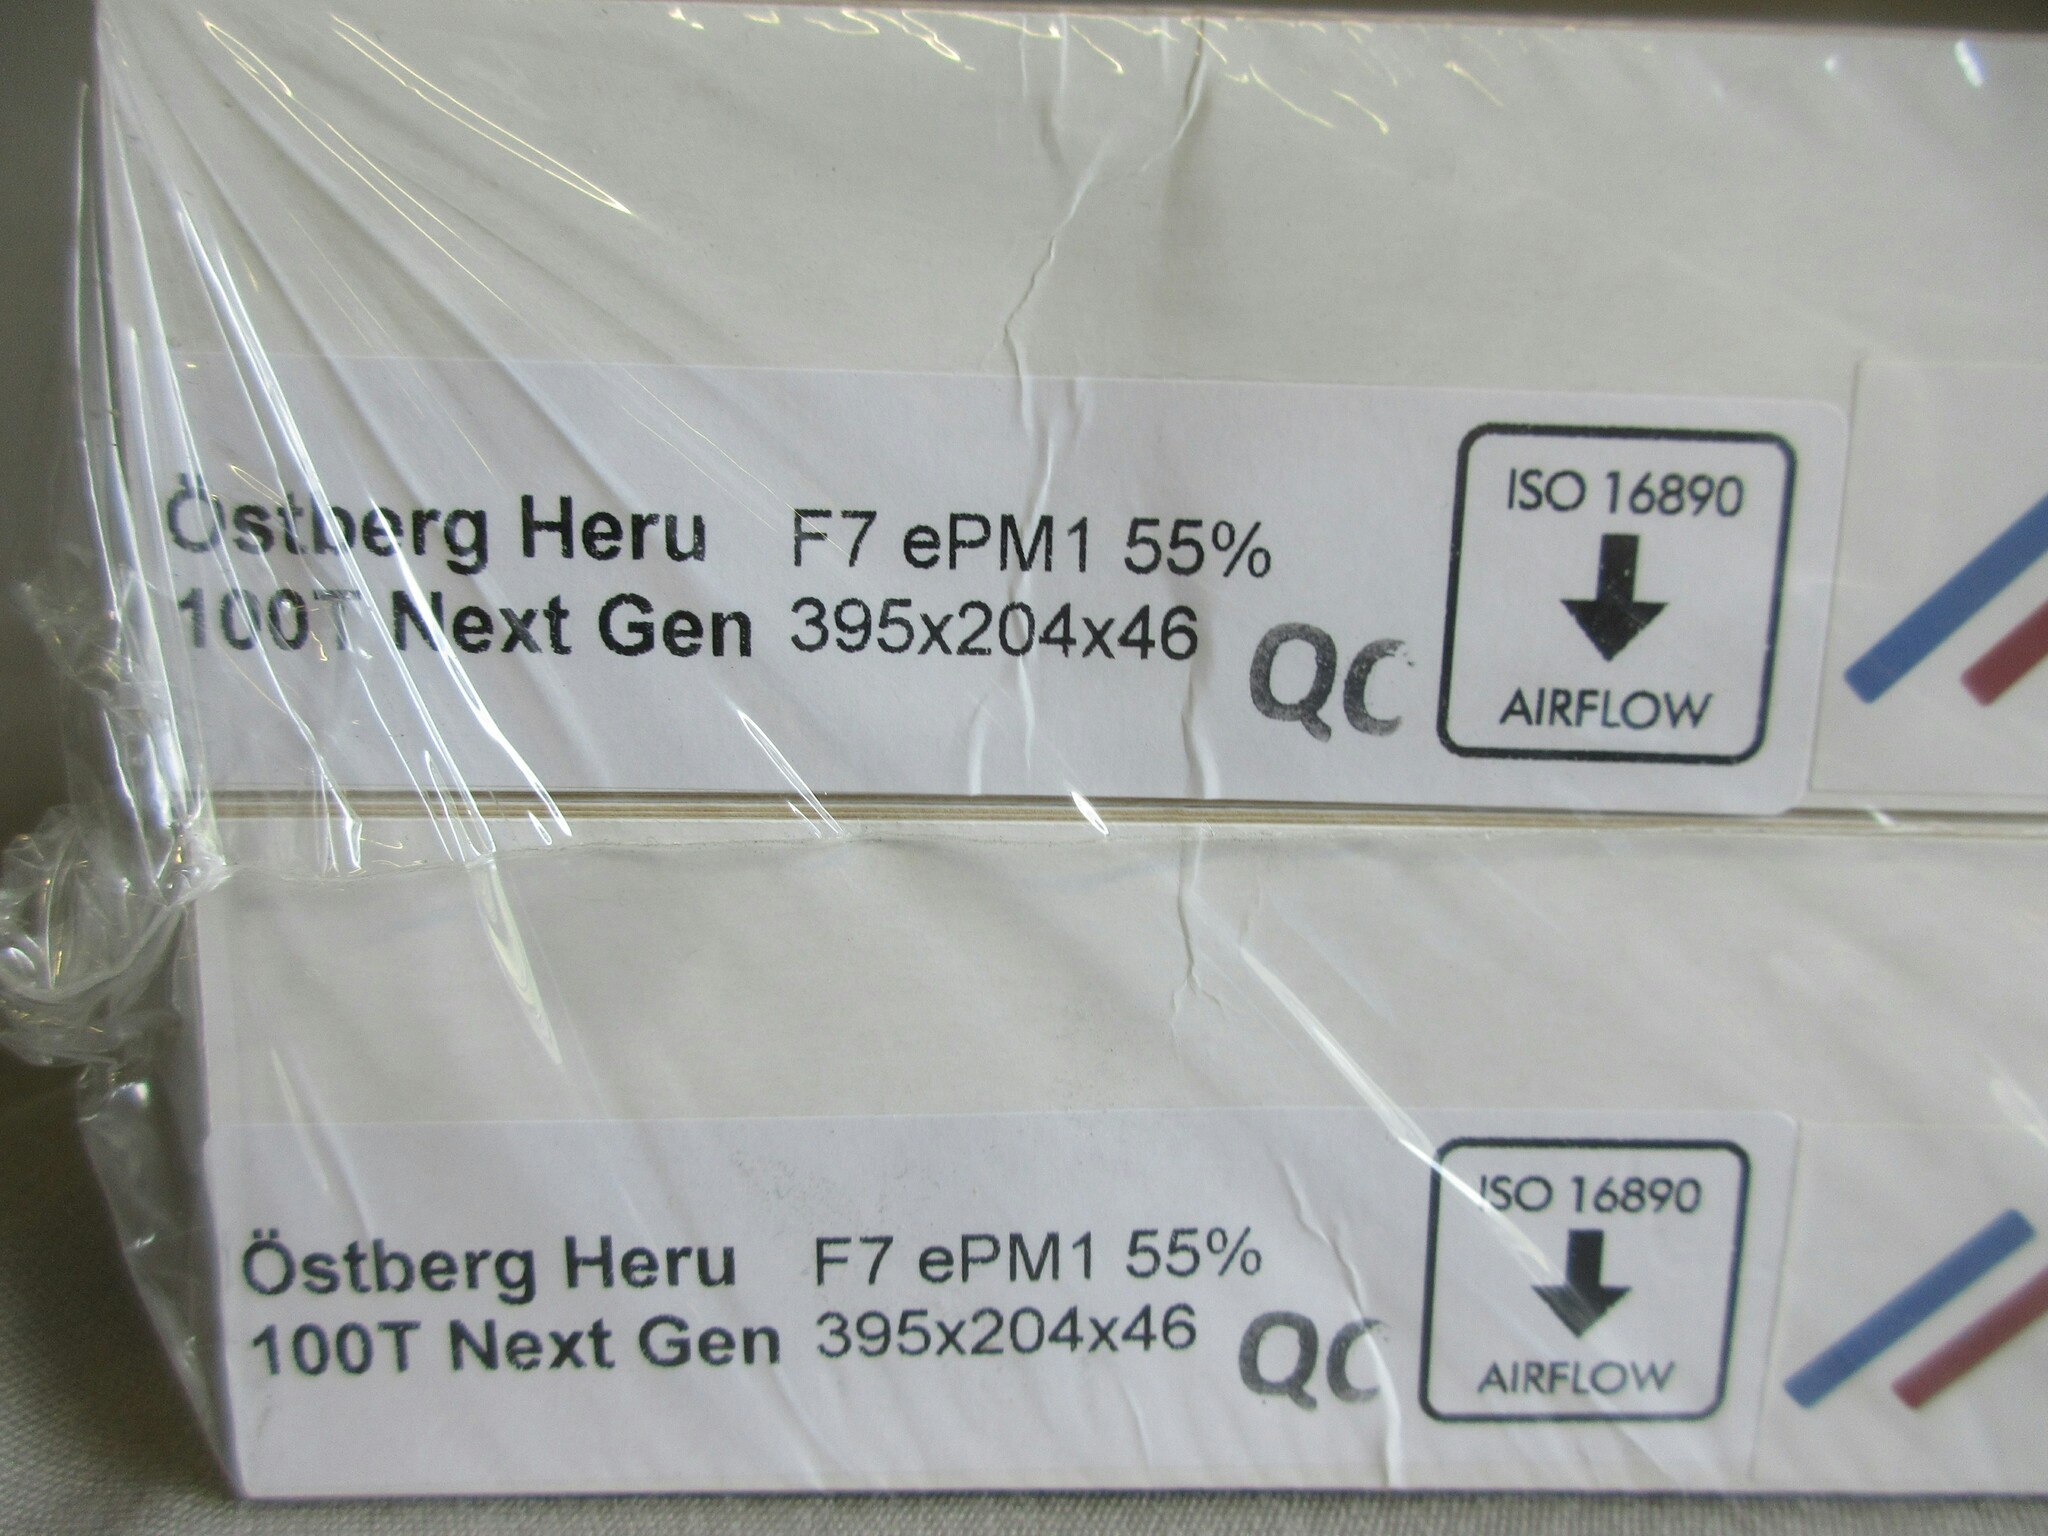 Östberg Heru F7 ePM1 55%
100T Next Gen 395x204x46
QC
ISO 16890
AIRFLOW
Östberg Heru F7 ePM1 55%
100T Next Gen 395x204x46
QC
ISO 16890
AIRFLOW